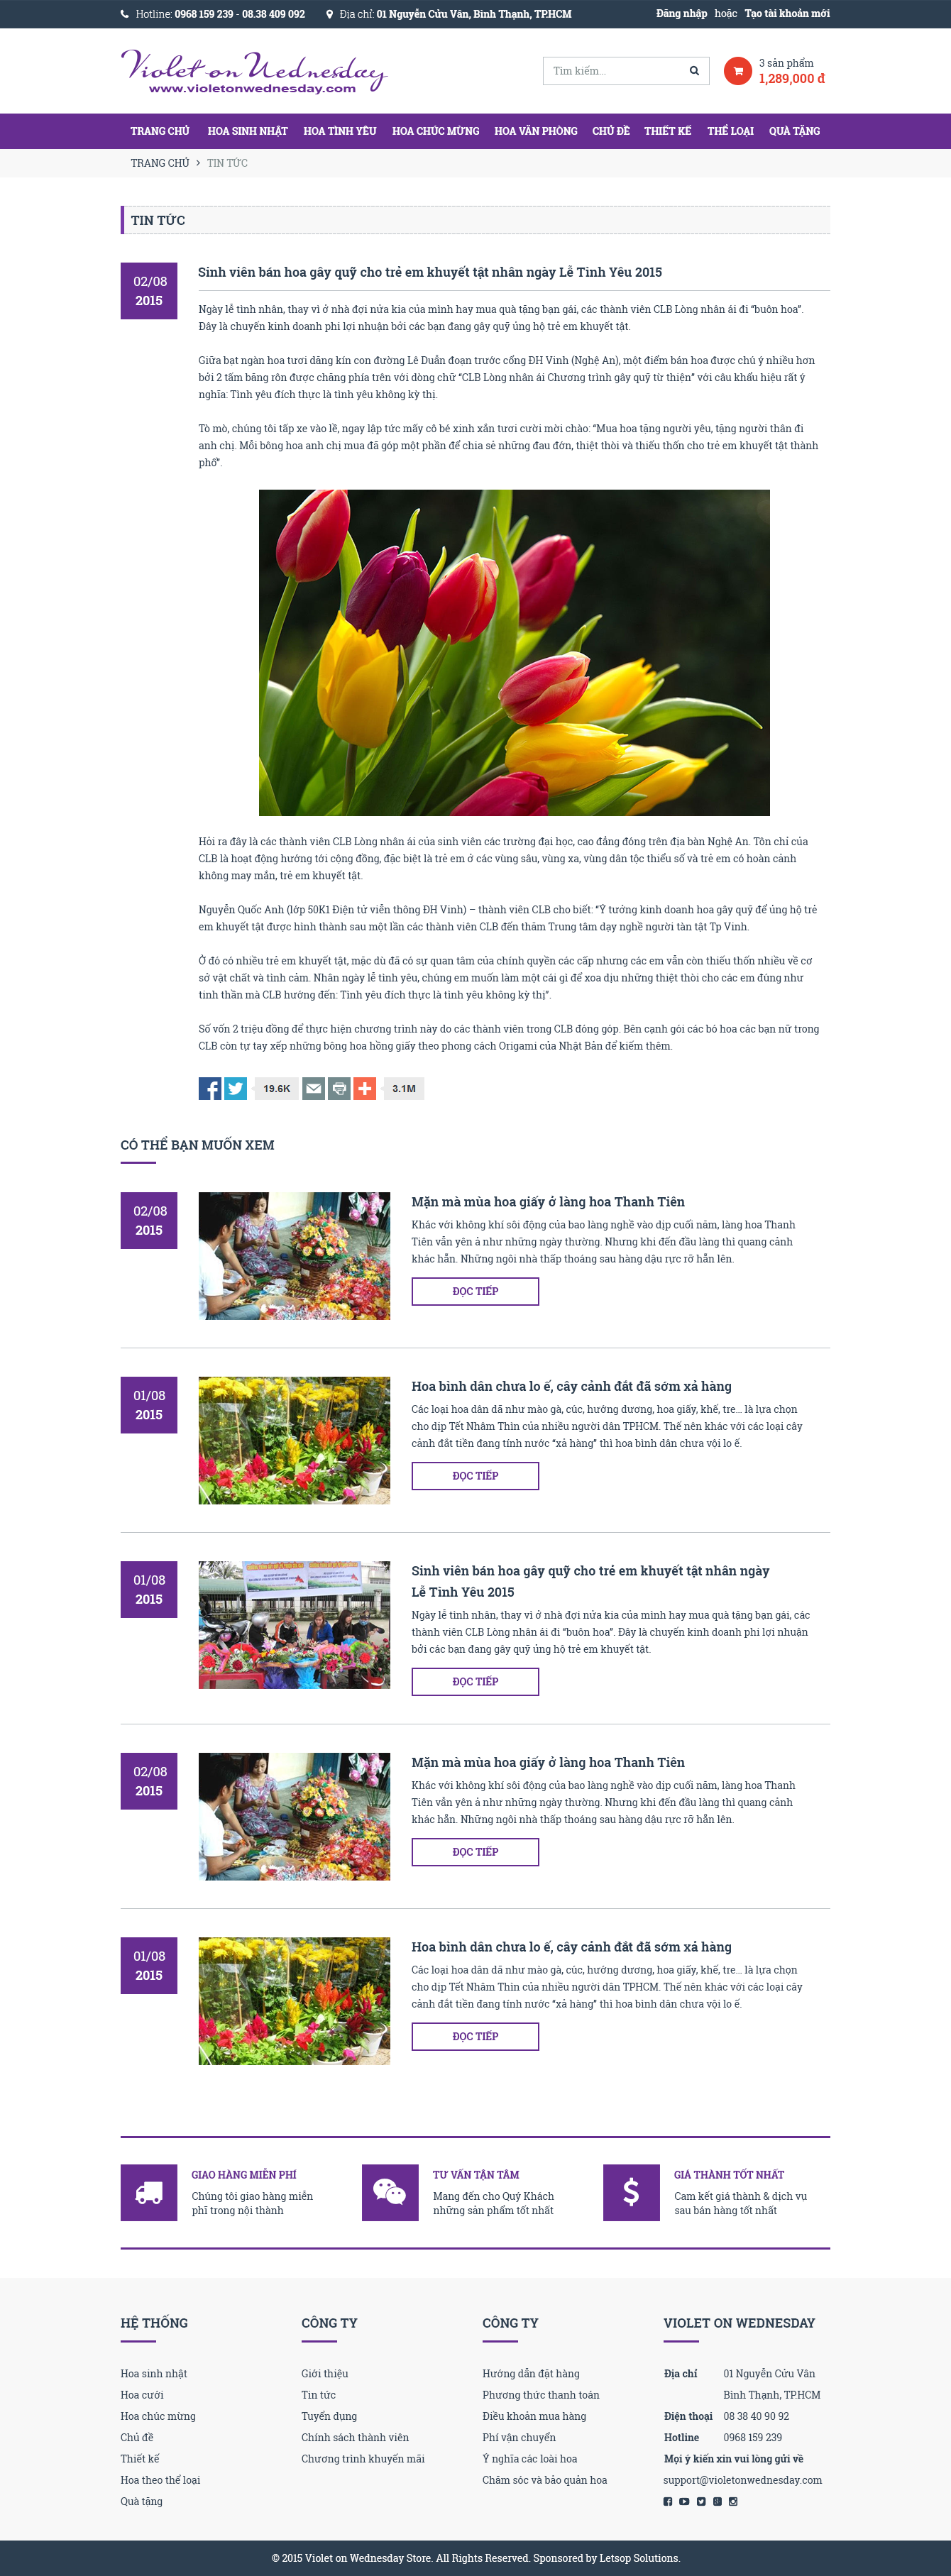 Hotline: 0968 159 239 - 08.38 409 092
Địa chỉ: 01 Nguyễn Cửu Vân, Bình Thạnh, TP.HCM
Đăng nhập hoặc Tạo tài khoản mới
Violet on Wednesday
www.violetonwednesday.com
Tìm kiếm...
3 sản phẩm
1,289,000 đ
TRANG CHỦ HOA SINH NHẬT HOA TÌNH YÊU HOA CHÚC MỪNG HOA VĂN PHÒNG CHỦ ĐỀ THIẾT KẾ THỂ LOẠI QUÀ TẶNG
TRANG CHỦ > TIN TỨC
TIN TỨC
02/08
2015
Sinh viên bán hoa gây quỹ cho trẻ em khuyết tật nhân ngày Lễ Tình Yêu 2015
Ngày lễ tình nhân, thay vì ở nhà đợi nửa kia của mình hay mua quà tặng bạn gái, các thành viên CLB Lòng nhân ái đi “buôn hoa”.
Đây là chuyến kinh doanh phi lợi nhuận bởi các bạn đang gây quỹ ủng hộ trẻ em khuyết tật.
Giữa bạt ngàn hoa tươi dăng kín con đường Lê Duẩn đoạn trước cổng ĐH Vinh (Nghệ An), một điểm bán hoa được chú ý nhiều hơn
bởi 2 tấm băng rôn được chăng phía trên với dòng chữ “CLB Lòng nhân ái Chương trình gây quỹ từ thiện” với câu khẩu hiệu rất ý
nghĩa: Tình yêu đích thực là tình yêu không kỳ thị.
Tò mò, chúng tôi tấp xe vào lề, ngay lập tức mấy cô bé xinh xắn tươi cười mời chào: “Mua hoa tặng người yêu, tặng người thân đi
anh chị. Mỗi bông hoa anh chị mua đã góp một phần để chia sẻ những đau đớn, thiệt thòi và thiếu thốn cho trẻ em khuyết tật thành
phố”.
Hỏi ra đây là các thành viên CLB Lòng nhân ái của sinh viên các trường đại học, cao đẳng đóng trên địa bàn Nghệ An. Tôn chỉ của
CLB là hoạt động hướng tới cộng đồng, đặc biệt là trẻ em ở các vùng sâu, vùng xa, vùng dân tộc thiểu số và trẻ em có hoàn cảnh
không may mắn, trẻ em khuyết tật.
Nguyễn Quốc Anh (lớp 50K1 Điện tử viễn thông ĐH Vinh) – thành viên CLB cho biết: “Ý tưởng kinh doanh hoa gây quỹ để ủng hộ trẻ
em khuyết tật được hình thành sau một lần các thành viên CLB đến thăm Trung tâm dạy nghề người tàn tật Tp Vinh.
Ở đó có nhiều trẻ em khuyết tật, mặc dù đã có sự quan tâm của chính quyền các cấp nhưng các em vẫn còn thiếu thốn nhiều về cơ
sở vật chất và tình cảm. Nhân ngày lễ tình yêu, chúng em muốn làm một cái gì để xoa dịu những thiệt thòi cho các em đúng như
tinh thần mà CLB hướng đến: Tình yêu đích thực là tình yêu không kỳ thị”.
Số vốn 2 triệu đồng để thực hiện chương trình này do các thành viên trong CLB đóng góp. Bên cạnh gói các bó hoa các bạn nữ trong
CLB còn tự tay xếp những bông hoa hồng giấy theo phong cách Origami của Nhật Bản để kiếm thêm.
19.6K 3.1M
CÓ THỂ BẠN MUỐN XEM
02/08
2015
Mặn mà mùa hoa giấy ở làng hoa Thanh Tiên
Khác với không khí sôi động của bao làng nghề vào dịp cuối năm, làng hoa Thanh
Tiên vẫn yên ả như những ngày thường. Nhưng khi đến đầu làng thì quang cảnh
khác hẳn. Những ngôi nhà thấp thoáng sau hàng dậu rực rỡ hẳn lên.
ĐỌC TIẾP
01/08
2015
Hoa bình dân chưa lo ế, cây cảnh đắt đã sớm xả hàng
Các loại hoa dân dã như mào gà, cúc, hướng dương, hoa giấy, khế, tre... là lựa chọn
cho dịp Tết Nhâm Thìn của nhiều người dân TPHCM. Thế nên khác với các loại cây
cảnh đắt tiền đang tính nước “xả hàng” thì hoa bình dân chưa vội lo ế.
ĐỌC TIẾP
01/08
2015
Sinh viên bán hoa gây quỹ cho trẻ em khuyết tật nhân ngày
Lễ Tình Yêu 2015
Ngày lễ tình nhân, thay vì ở nhà đợi nửa kia của mình hay mua quà tặng bạn gái, các
thành viên CLB Lòng nhân ái đi “buôn hoa”. Đây là chuyến kinh doanh phi lợi nhuận
bởi các bạn đang gây quỹ ủng hộ trẻ em khuyết tật.
ĐỌC TIẾP
02/08
2015
Mặn mà mùa hoa giấy ở làng hoa Thanh Tiên
Khác với không khí sôi động của bao làng nghề vào dịp cuối năm, làng hoa Thanh
Tiên vẫn yên ả như những ngày thường. Nhưng khi đến đầu làng thì quang cảnh
khác hẳn. Những ngôi nhà thấp thoáng sau hàng dậu rực rỡ hẳn lên.
ĐỌC TIẾP
01/08
2015
Hoa bình dân chưa lo ế, cây cảnh đắt đã sớm xả hàng
Các loại hoa dân dã như mào gà, cúc, hướng dương, hoa giấy, khế, tre... là lựa chọn
cho dịp Tết Nhâm Thìn của nhiều người dân TPHCM. Thế nên khác với các loại cây
cảnh đắt tiền đang tính nước “xả hàng” thì hoa bình dân chưa vội lo ế.
ĐỌC TIẾP
GIAO HÀNG MIỄN PHÍ
Chúng tôi giao hàng miễn
phí trong nội thành
TƯ VẤN TẬN TÂM
Mang đến cho Quý Khách
những sản phẩm tốt nhất
GIÁ THÀNH TỐT NHẤT
Cam kết giá thành & dịch vụ
sau bán hàng tốt nhất
HỆ THỐNG
Hoa sinh nhật
Hoa cưới
Hoa chúc mừng
Chủ đề
Thiết kế
Hoa theo thể loại
Quà tặng
CÔNG TY
Giới thiệu
Tin tức
Tuyển dụng
Chính sách thành viên
Chương trình khuyến mãi
CÔNG TY
Hướng dẫn đặt hàng
Phương thức thanh toán
Điều khoản mua hàng
Phí vận chuyển
Ý nghĩa các loài hoa
Chăm sóc và bảo quản hoa
VIOLET ON WEDNESDAY
Địa chỉ 01 Nguyễn Cửu Vân
Bình Thạnh, TP.HCM
Điện thoại 08 38 40 90 92
Hotline 0968 159 239
Mọi ý kiến xin vui lòng gửi về
support@violetonwednesday.com
© 2015 Violet on Wednesday Store. All Rights Reserved. Sponsored by Letsop Solutions.